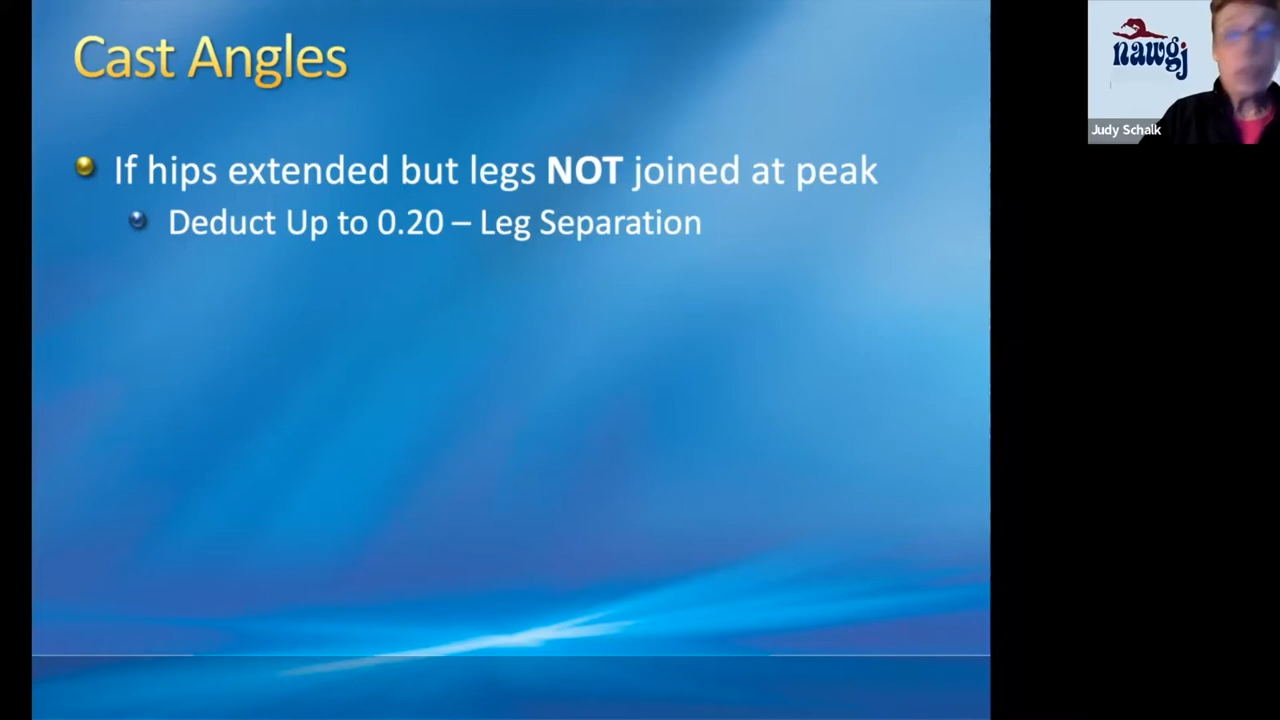 Cast Angles
If hips extended but legs NOT joined at peak
Deduct Up to 0.20 – Leg Separation
nawgj
Judy Schalk